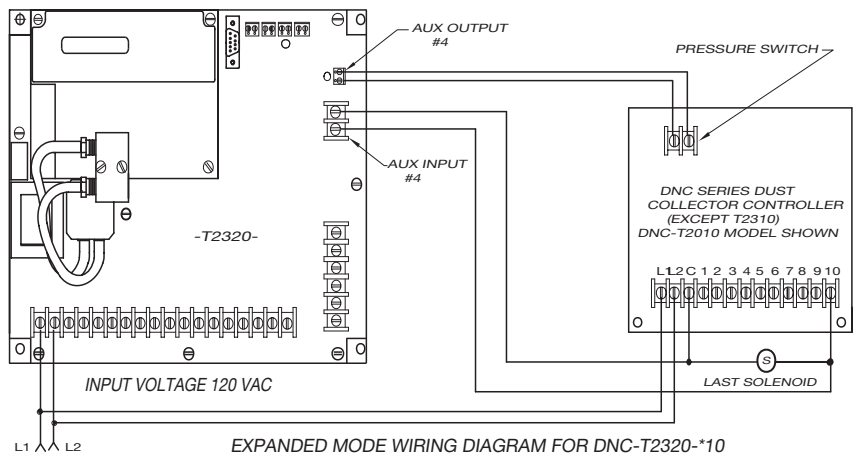 AUX OUTPUT
#4
PRESSURE SWITCH
AUX INPUT
#4
DNC SERIES DUST
COLLECTOR CONTROLLER
(EXCEPT T2310)
DNC-T2010 MODEL SHOWN
-T2320-
L1 L2 C 1 2 3 4 5 6 7 8 9 10
S
INPUT VOLTAGE 120 VAC
LAST SOLENOID
L1 L2
EXPANDED MODE WIRING DIAGRAM FOR DNC-T2320-*10